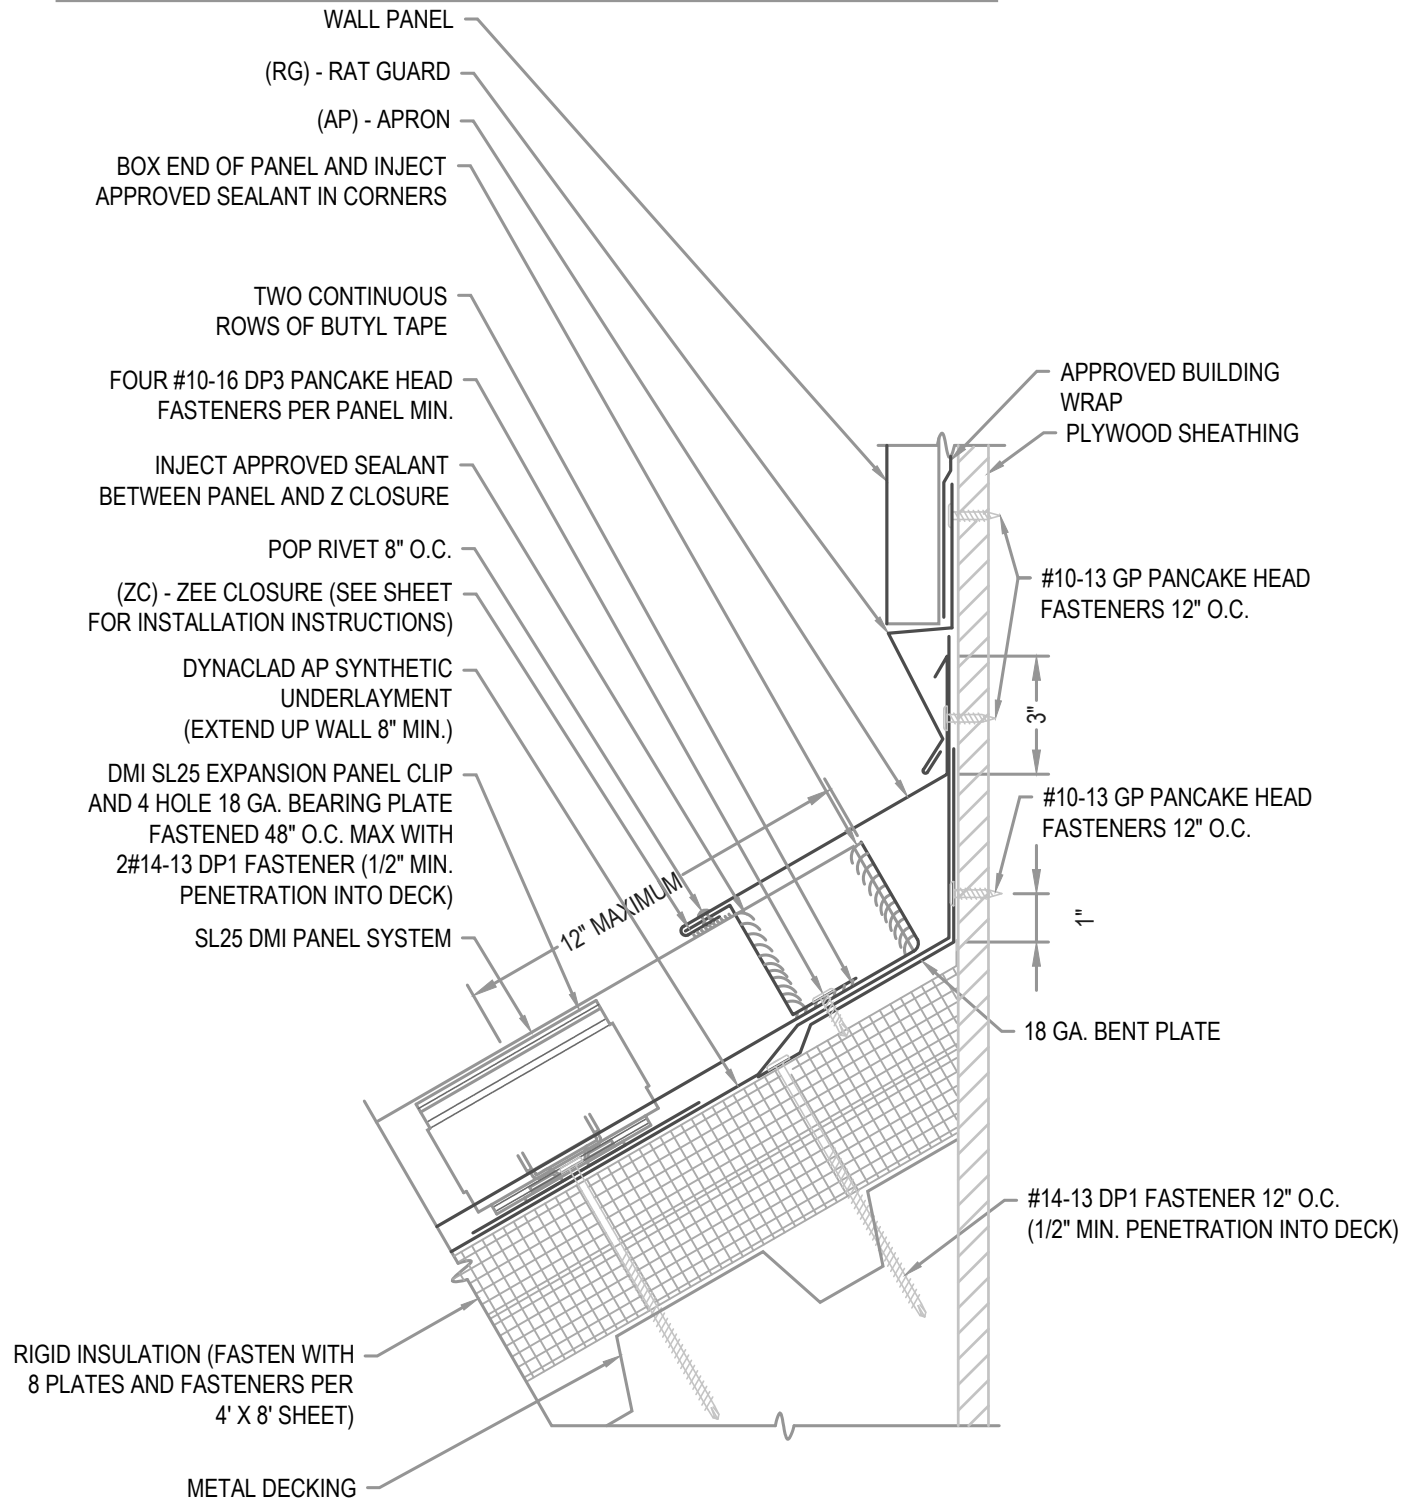 WALL PANEL
(RG) - RAT GUARD
(AP) - APRON
BOX END OF PANEL AND INJECT
APPROVED SEALANT IN CORNERS
TWO CONTINUOUS
ROWS OF BUTYL TAPE
FOUR #10-16 DP3 PANCAKE HEAD
FASTENERS PER PANEL MIN.
INJECT APPROVED SEALANT
BETWEEN PANEL AND Z CLOSURE
POP RIVET 8" O.C.
(ZC) - ZEE CLOSURE (SEE SHEET
FOR INSTALLATION INSTRUCTIONS)
DYNACLAD AP SYNTHETIC
UNDERLAYMENT
(EXTEND UP WALL 8" MIN.)
DMI SL25 EXPANSION PANEL CLIP
AND 4 HOLE 18 GA. BEARING PLATE
FASTENED 48" O.C. MAX WITH
2#14-13 DP1 FASTENER (1/2" MIN.
PENETRATION INTO DECK)
SL25 DMI PANEL SYSTEM
RIGID INSULATION (FASTEN WITH
8 PLATES AND FASTENERS PER
4' X 8' SHEET)
METAL DECKING
12" MAXIMUM
APPROVED BUILDING
WRAP
PLYWOOD SHEATHING
#10-13 GP PANCAKE HEAD
FASTENERS 12" O.C.
3"
#10-13 GP PANCAKE HEAD
FASTENERS 12" O.C.
1"
18 GA. BENT PLATE
#14-13 DP1 FASTENER 12" O.C.
(1/2" MIN. PENETRATION INTO DECK)